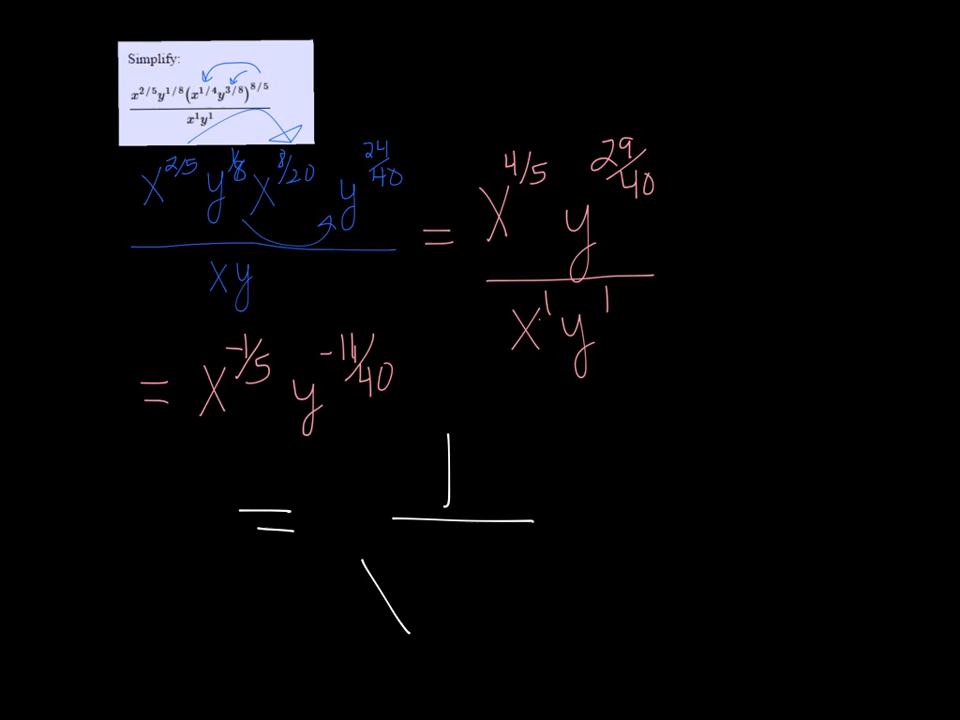 Simplify:
x^{2/5}y^{1/8}(x^{1/4}y^{3/8})^{8/5}
x^1y^1
x^{2/5} y^{1/8} x^{8/20} y^{24/40}
xy
= x^{4/5} y^{29/40}
x^1 y^1
= x^{-1/5} y^{-11/40}
= 1
\